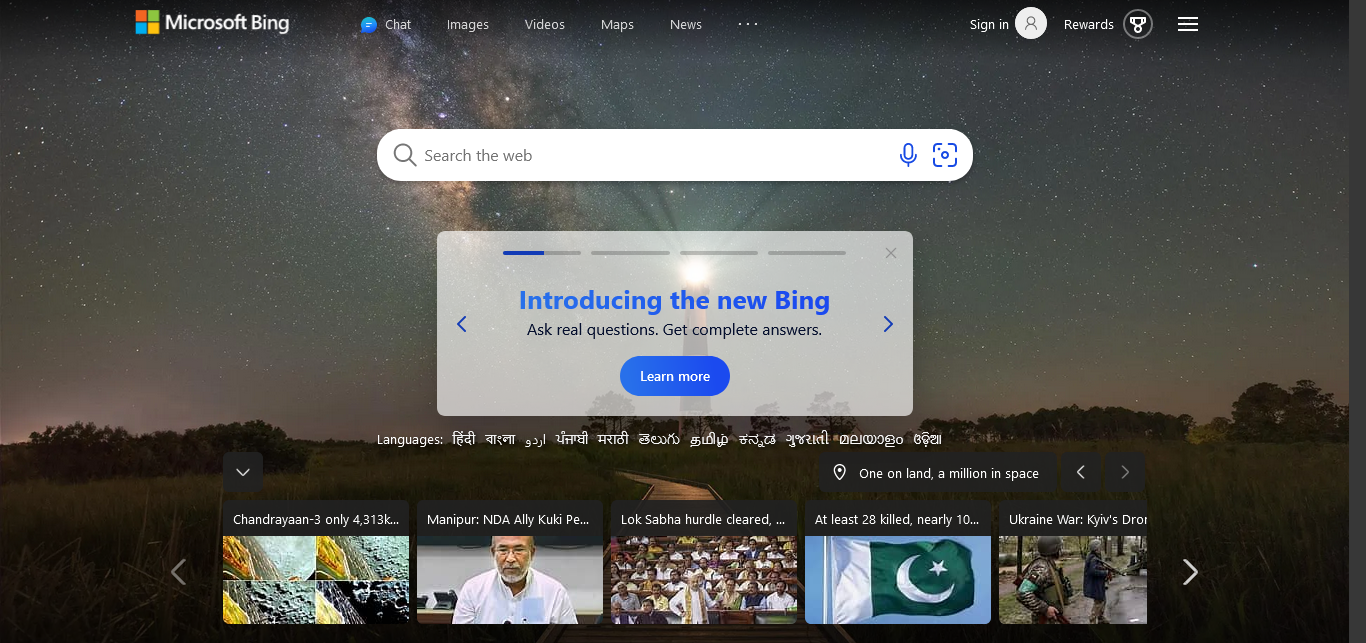 Microsoft Bing
Chat Images Videos Maps News ...
Sign in Rewards
Search the web
Introducing the new Bing
Ask real questions. Get complete answers.
Learn more
Languages: हिंदी বাংলা اردو ਪੰਜਾਬੀ मराठी తెలుగు தமிழ் ಕನ್ನಡ ગુજરાતી മലയാളം ଓଡ଼ିଆ
One on land, a million in space
Chandrayaan-3 only 4,313k... Manipur: NDA Ally Kuki Pe... Lok Sabha hurdle cleared, ... At least 28 killed, nearly 10... Ukraine War: Kyiv's Dron